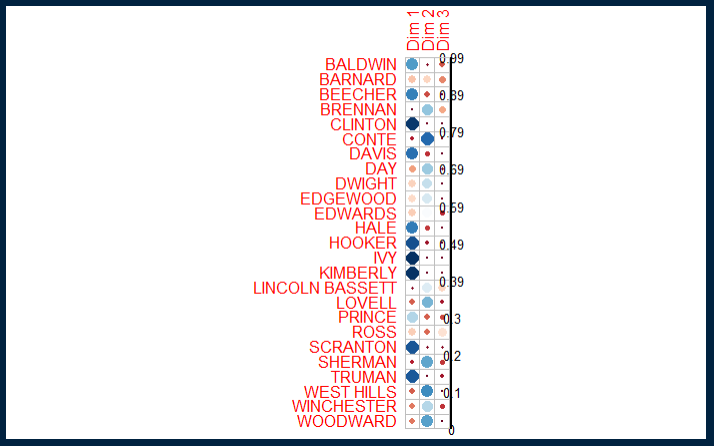 Dim 1
Dim 2
Dim 3
BALDWIN
BARNARD
BEECHER
BRENNAN
CLINTON
CONTE
DAVIS
DAY
DWIGHT
EDGEWOOD
EDWARDS
HALE
HOOKER
IVY
KIMBERLY
LINCOLN BASSETT
LOVELL
PRINCE
ROSS
SCRANTON
SHERMAN
TRUMAN
WEST HILLS
WINCHESTER
WOODWARD
0.99
0.89
0.79
0.69
0.59
0.49
0.39
0.3
0.2
0.1
0